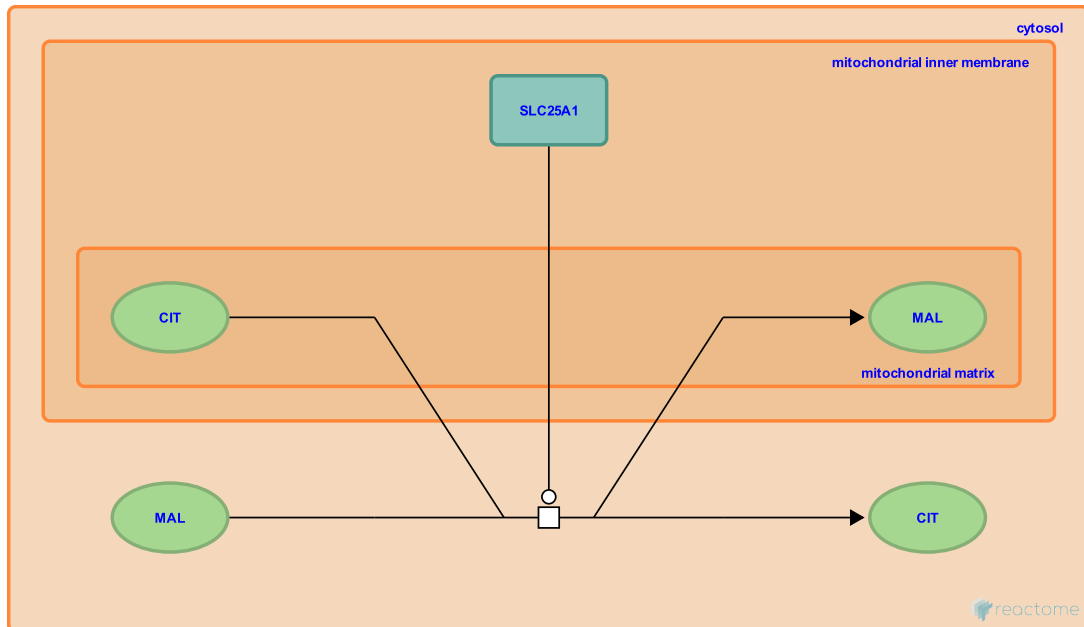 cytosol
mitochondrial inner membrane
SLC25A1
CIT
MAL
mitochondrial matrix
MAL
CIT
reactome